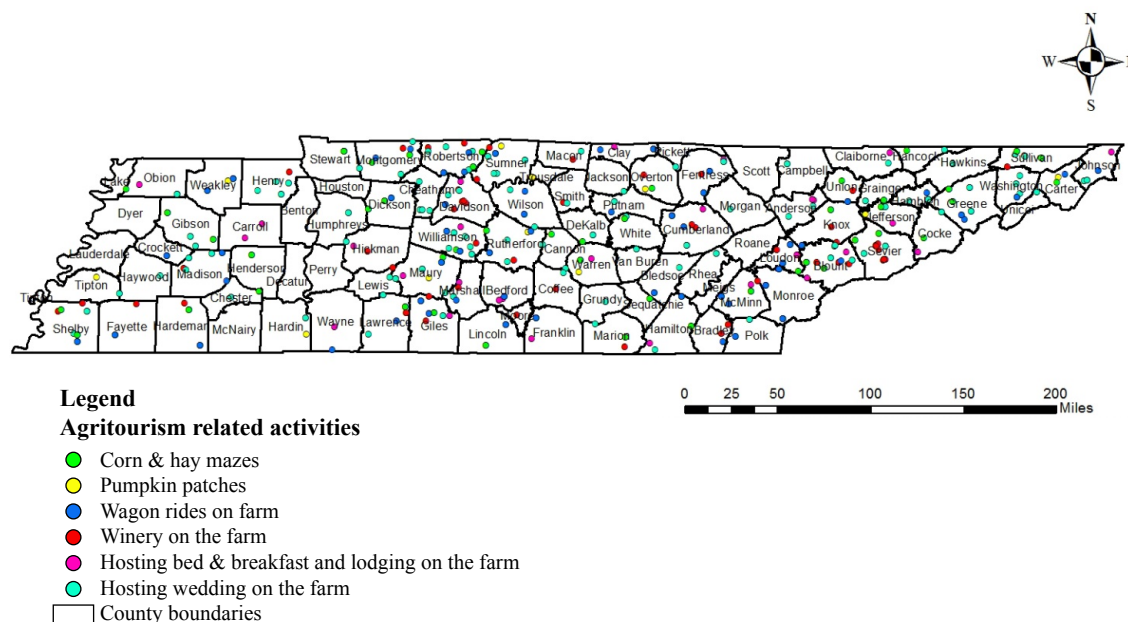 N
W
S
Stewart Montgomery Robertson Sumner Macon Clay Pickett Claiborne Hancock Hawkins Sullivan Johnson
Lake Obion Weakley Henry Houston Cheatham Trousdale Jackson Overton Fentress Scott Campbell Union Grainger Washington Carter
Dyer Gibson Carroll Benton Humphreys Dickson Davidson Wilson Smith Putnam Morgan Anderson Hamblen Greene Unicoi
Lauderdale Crockett Hickman Williamson Rutherford DeKalb White Cumberland Roane Knox Jefferson Cocke
Tipton Haywood Madison Henderson Decatur Perry Lewis Maury Cannon Warren Van Buren Bledsoe Rhea Loudon Blount Sevier
Tipton Chester Marshall Bedford Coffee Grundy Sequatchie Meigs McMinn Monroe
Shelby Fayette Hardeman McNairy Hardin Wayne Lawrence Giles Lincoln Moore Franklin Marion Hamilton Bradley Polk
0 25 50 100 150 200
Miles
Legend
Agritourism related activities
Corn & hay mazes
Pumpkin patches
Wagon rides on farm
Winery on the farm
Hosting bed & breakfast and lodging on the farm
Hosting wedding on the farm
County boundaries